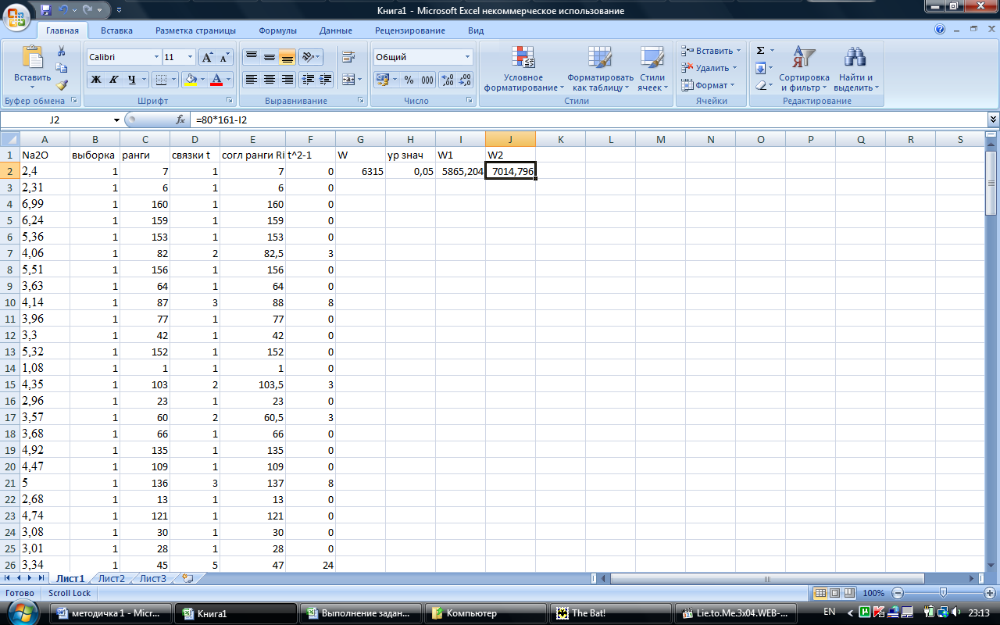 Книга1 - Microsoft Excel некоммерческое использование
Главная Вставка Разметка страницы Формулы Данные Рецензирование Вид
Вставить
Calibri 11
Ж К Ч
Общий
% 000
Условное форматирование
Форматировать как таблицу
Стили ячеек
Вставить
Удалить
Формат
Сортировка и фильтр
Найти и выделить
Буфер обмена Шрифт Выравнивание Число Стили Ячейки Редактирование
J2 fx =80*161-I2
A B C D E F G H I J K L M N O P Q R S
1 Na2O выборка ранги связки t согл ранги Ri t^2-1 W ур знач W1 W2
2 2,4 1 7 1 7 0 6315 0,05 5865,204 7014,796
3 2,31 1 6 1 6 0
4 6,99 1 160 1 160 0
5 6,24 1 159 1 159 0
6 5,36 1 153 1 153 0
7 4,06 1 82 2 82,5 3
8 5,51 1 156 1 156 0
9 3,63 1 64 1 64 0
10 4,14 1 87 3 88 8
11 3,96 1 77 1 77 0
12 3,3 1 42 1 42 0
13 5,32 1 152 1 152 0
14 1,08 1 1 1 1 0
15 4,35 1 103 2 103,5 3
16 2,96 1 23 1 23 0
17 3,57 1 60 2 60,5 3
18 3,68 1 66 1 66 0
19 4,92 1 135 1 135 0
20 4,47 1 109 1 109 0
21 5 1 136 3 137 8
22 2,68 1 13 1 13 0
23 4,74 1 121 1 121 0
24 3,08 1 30 1 30 0
25 3,01 1 28 1 28 0
26 3,34 1 45 5 47 24
Лист1 Лист2 Лист3
Готово Scroll Lock 100%
методичка 1 - Micr... Книга1 Выполнение задан... Компьютер The Bat! Lie.to.Me.3x04.WEB-... EN 23:13